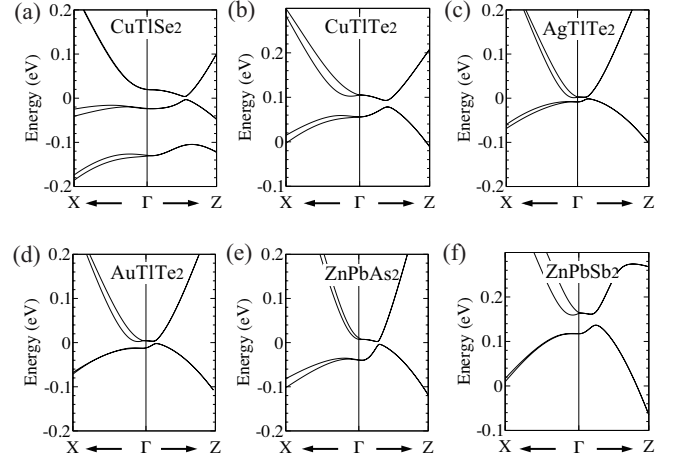 (a)
CuTlSe2
Energy (eV)
0.2
0.1
0
-0.1
-0.2
X
Γ
Z
(b)
CuTlTe2
Energy (eV)
0.2
0.1
0
0.1
X
Γ
Z
(c)
AgTlTe2
Energy (eV)
0.2
0.1
0
-0.1
0.2
X
Γ
Z
(d)
AuTlTe2
Energy (eV)
0.2
0.1
0
-0.1
0.2
X
Γ
Z
(e)
ZnPbAs2
Energy (eV)
0.2
0.1
0
-0.1
0.2
X
Γ
Z
(f)
ZnPbSb2
Energy (eV)
0.2
0.1
0
0.1
X
Γ
Z